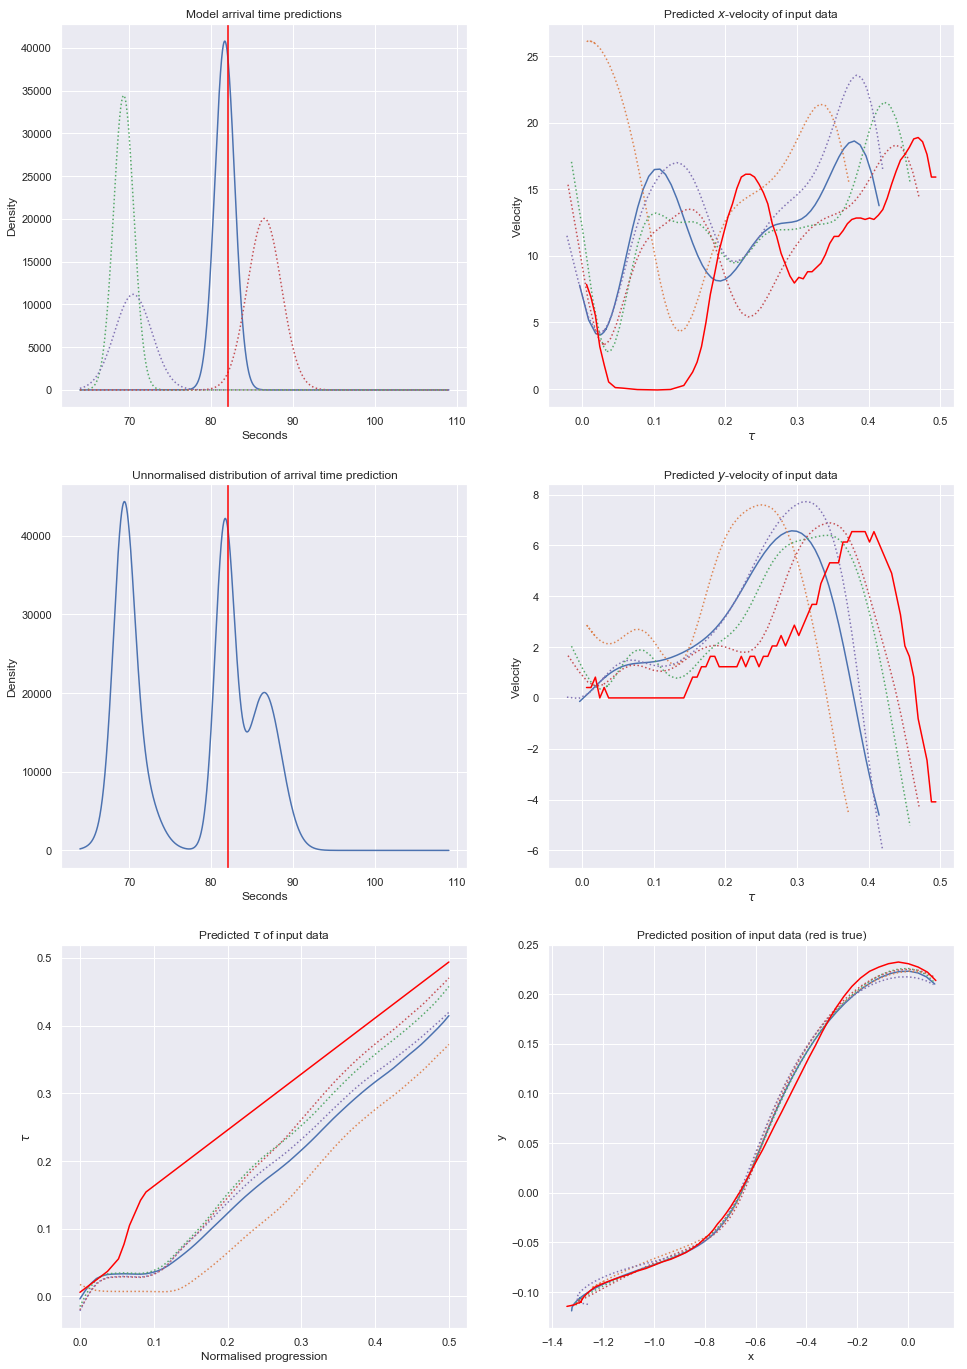 Model arrival time predictions
Density
40000
35000
30000
25000
20000
15000
10000
5000
0
70 80 90 100 110
Seconds
Predicted x-velocity of input data
Velocity
25
20
15
10
5
0
0.0 0.1 0.2 0.3 0.4 0.5
τ
Unnormalised distribution of arrival time prediction
Density
40000
30000
20000
10000
0
70 80 90 100 110
Seconds
Predicted y-velocity of input data
Velocity
8
6
4
2
0
−2
−4
−6
0.0 0.1 0.2 0.3 0.4 0.5
τ
Predicted τ of input data
τ
0.5
0.4
0.3
0.2
0.1
0.0
0.0 0.1 0.2 0.3 0.4 0.5
Normalised progression
Predicted position of input data (red is true)
y
0.25
0.20
0.15
0.10
0.05
0.00
−0.05
−0.10
−1.4 −1.2 −1.0 −0.8 −0.6 −0.4 −0.2 0.0
x